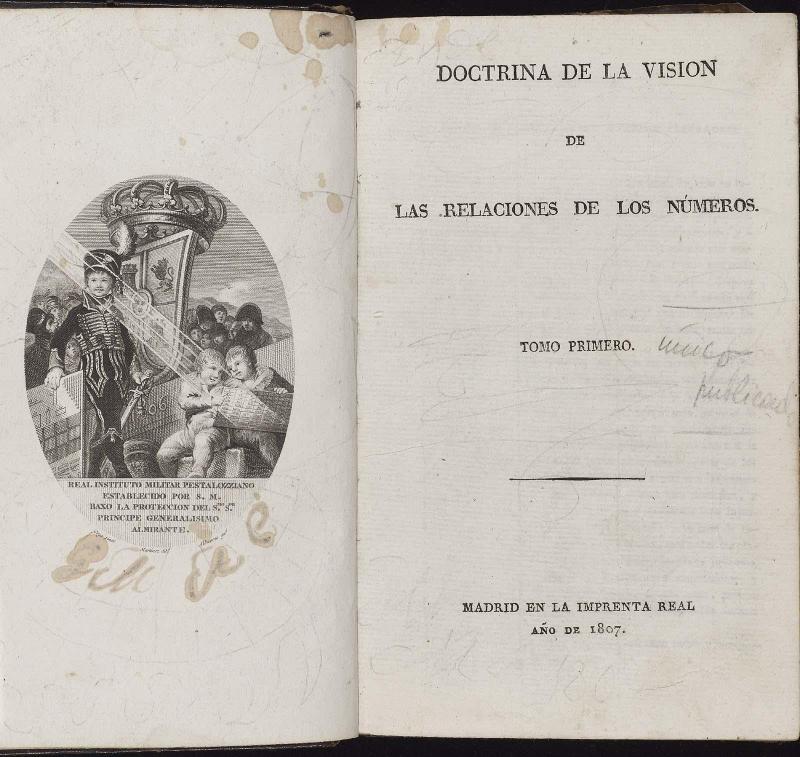 REAL INSTITUTO MILITAR PESTALOZZIANO
ESTABLECIDO POR S. M.
BAXO LA PROTECCION DEL S.mo S.or
PRINCIPE GENERALISIMO
ALMIRANTE.
DOCTRINA DE LA VISION
DE
LAS RELACIONES DE LOS NÚMEROS.
TOMO PRIMERO.
único
publicado
MADRID EN LA IMPRENTA REAL
AÑO DE 1807.